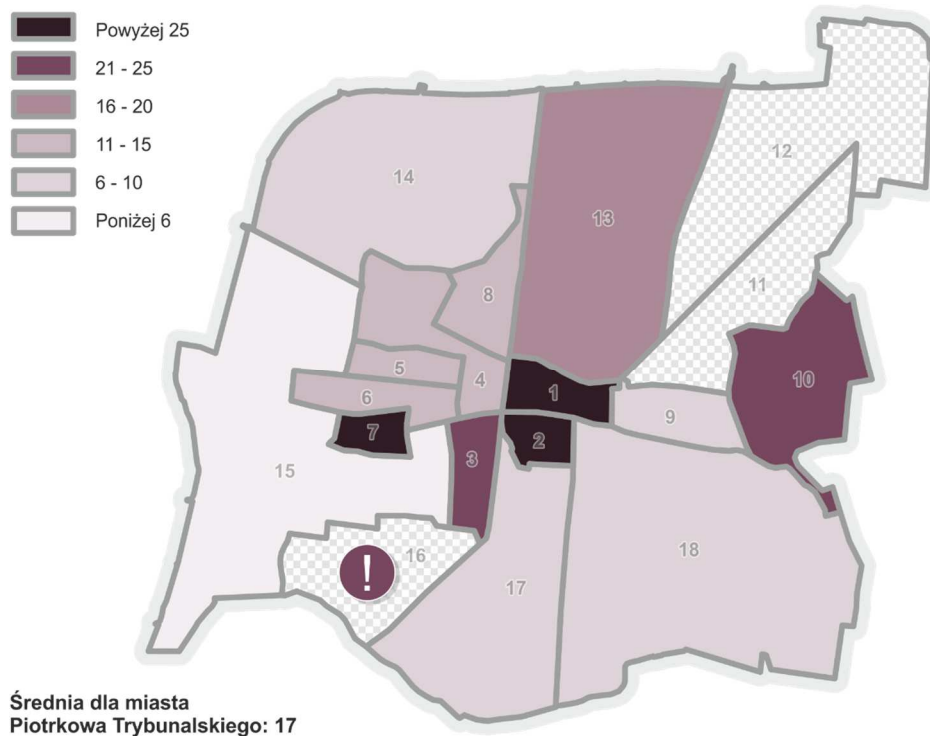 Powyżej 25
21 - 25
16 - 20
11 - 15
6 - 10
Poniżej 6
12
14
13
11
8
5
4
10
6
1
9
7
2
3
15
16
!
18
17
Średnia dla miasta
Piotrkowa Trybunalskiego: 17